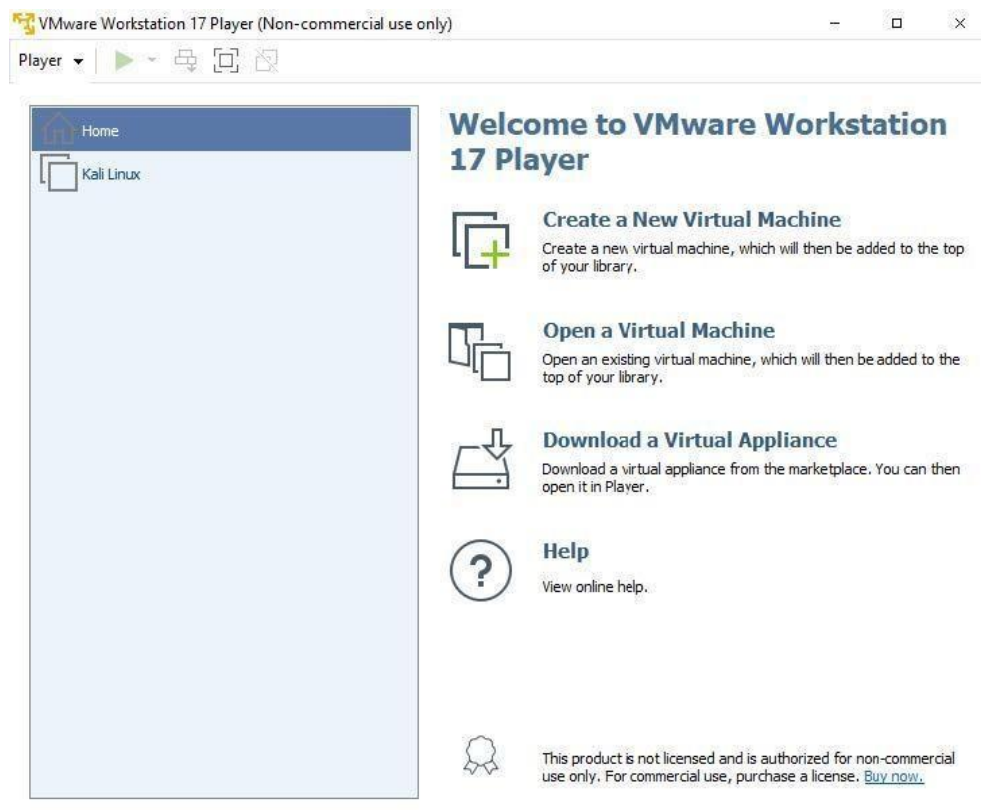 VMware Workstation 17 Player (Non-commercial use only)
Player
Home
Kali Linux
Welcome to VMware Workstation
17 Player
Create a New Virtual Machine
Create a new virtual machine, which will then be added to the top
of your library.
Open a Virtual Machine
Open an existing virtual machine, which will then be added to the
top of your library.
Download a Virtual Appliance
Download a virtual appliance from the marketplace. You can then
open it in Player.
?
Help
View online help.
This product is not licensed and is authorized for non-commercial
use only. For commercial use, purchase a license. Buy now.